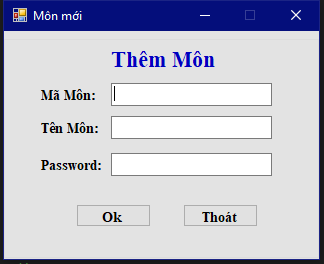 Môn mới
Thêm Môn
Mã Môn:
Tên Môn:
Password:
Ok Thoát